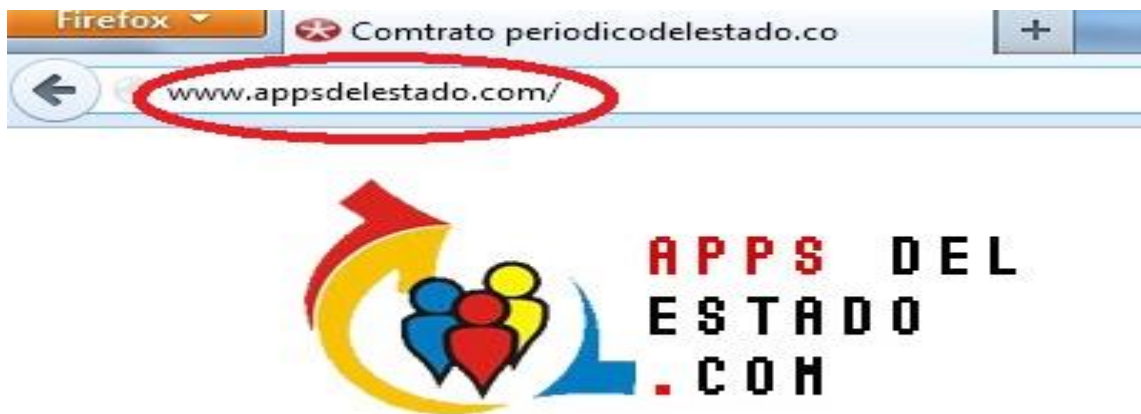 Firefox
Comtrato periodicodelestado.co
www.appsdelestado.com/
APPS DEL
ESTADO
.COM